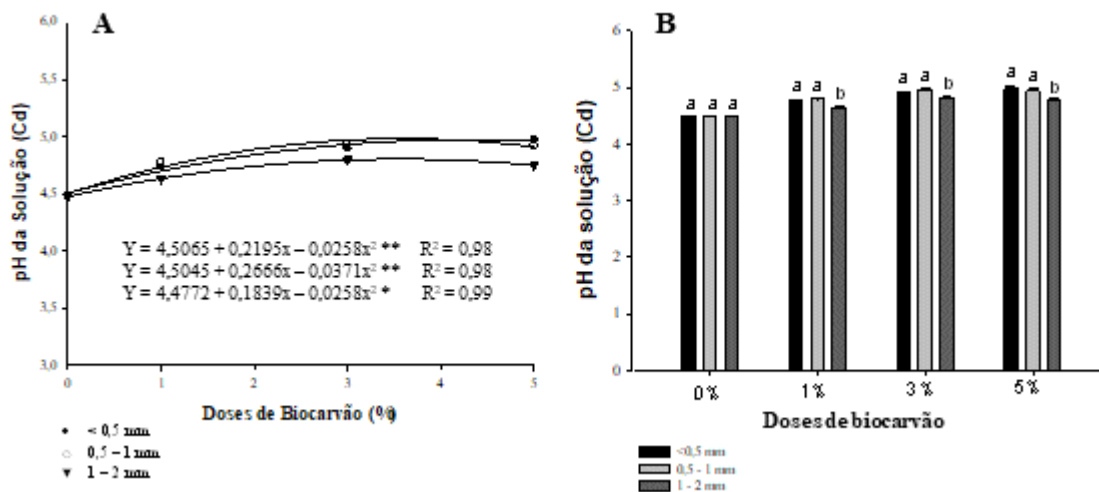 A
pH da Solução (Cd)
6,0
5,0
4,5
4,0
3,5
3,0
Y = 4,5065 + 0,2195x – 0,0258x² ** R² = 0,98
Y = 4,5045 + 0,2666x – 0,0371x² ** R² = 0,98
Y = 4,4772 + 0,1839x – 0,0258x² * R² = 0,99
0 1 2 3 4 5
Doses de Biocarvão (%)
< 0,5 mm
0,5 – 1 mm
1 – 2 mm
B
pH da solução (Cd)
6
5
4
3
2
1
0
a a a
a a b
a a b
a a b
0% 1% 3% 5%
Doses de biocarvão
<0,5 mm
0,5 - 1 mm
1 - 2 mm